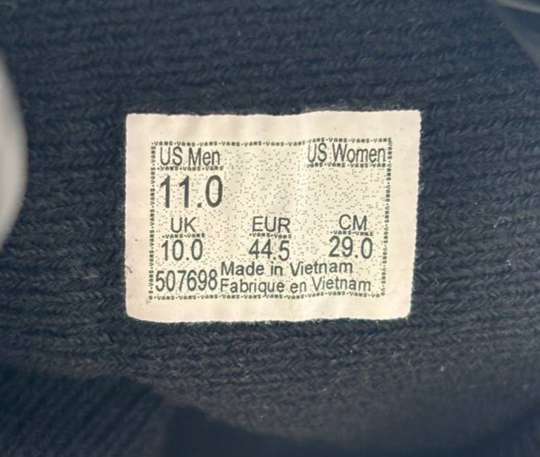 US Men US Women
11.0
UK EUR CM
10.0 44.5 29.0
507698 Made in Vietnam
Fabrique en Vietnam